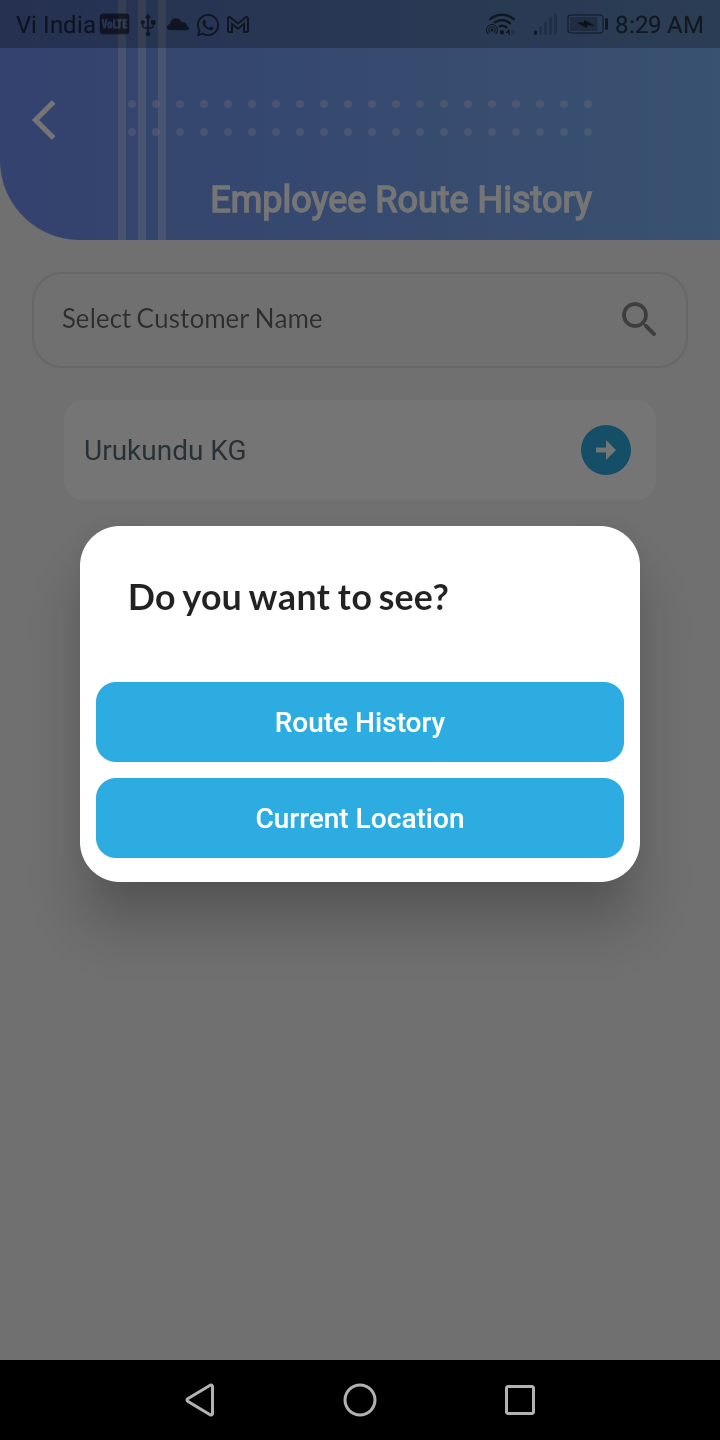 Vi India VoLTE 8:29 AM
Employee Route History
Select Customer Name
Urukundu KG
Do you want to see?
Route History
Current Location